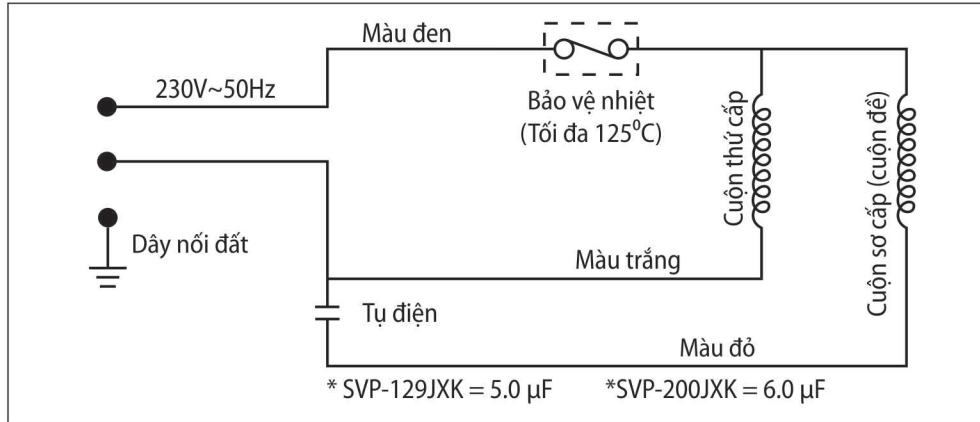 Màu đen
230V~50Hz
Bảo vệ nhiệt
(Tối đa 125⁰C)
Cuộn thứ cấp
Cuộn sơ cấp (cuộn đề)
Dây nối đất
Màu trắng
Tụ điện
Màu đỏ
* SVP-129JXK = 5.0 µF *SVP-200JXK = 6.0 µF